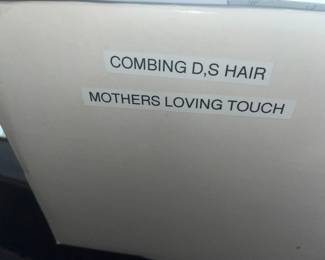 COMBING D,S HAIR
MOTHERS LOVING TOUCH